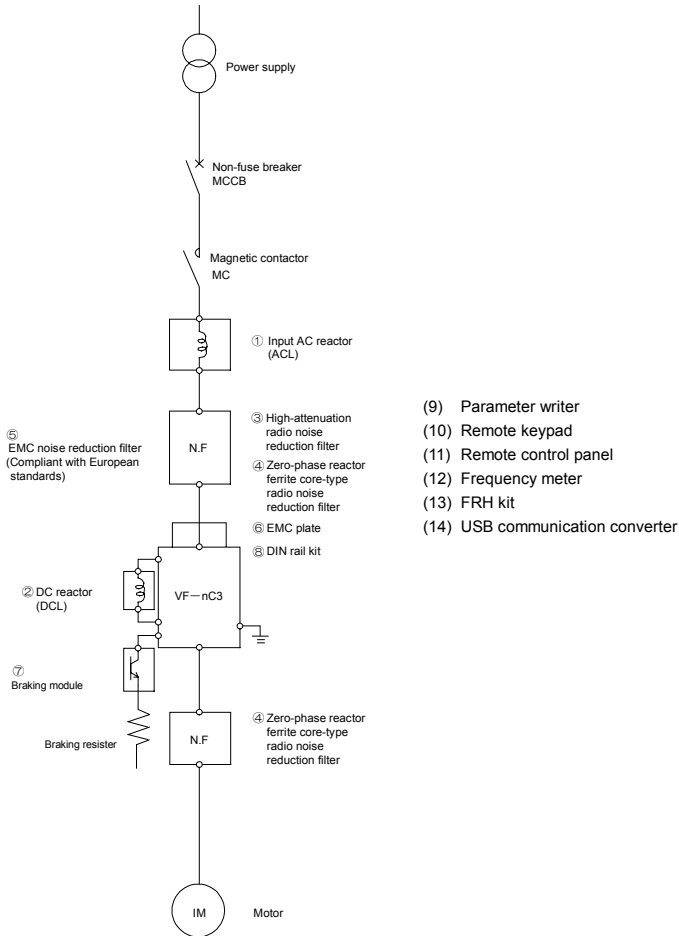 Power supply
Non-fuse breaker
MCCB
Magnetic contactor
MC
① Input AC reactor
(ACL)
③ High-attenuation
radio noise
reduction filter
⑤
EMC noise reduction filter
(Compliant with European
standards)
N.F
④ Zero-phase reactor
ferrite core-type
radio noise
reduction filter
⑥ EMC plate
⑧ DIN rail kit
② DC reactor
(DCL)
VF－nC3
⑦
Braking module
Braking resister
N.F
④ Zero-phase reactor
ferrite core-type
radio noise
reduction filter
IM
Motor
(9) Parameter writer
(10) Remote keypad
(11) Remote control panel
(12) Frequency meter
(13) FRH kit
(14) USB communication converter